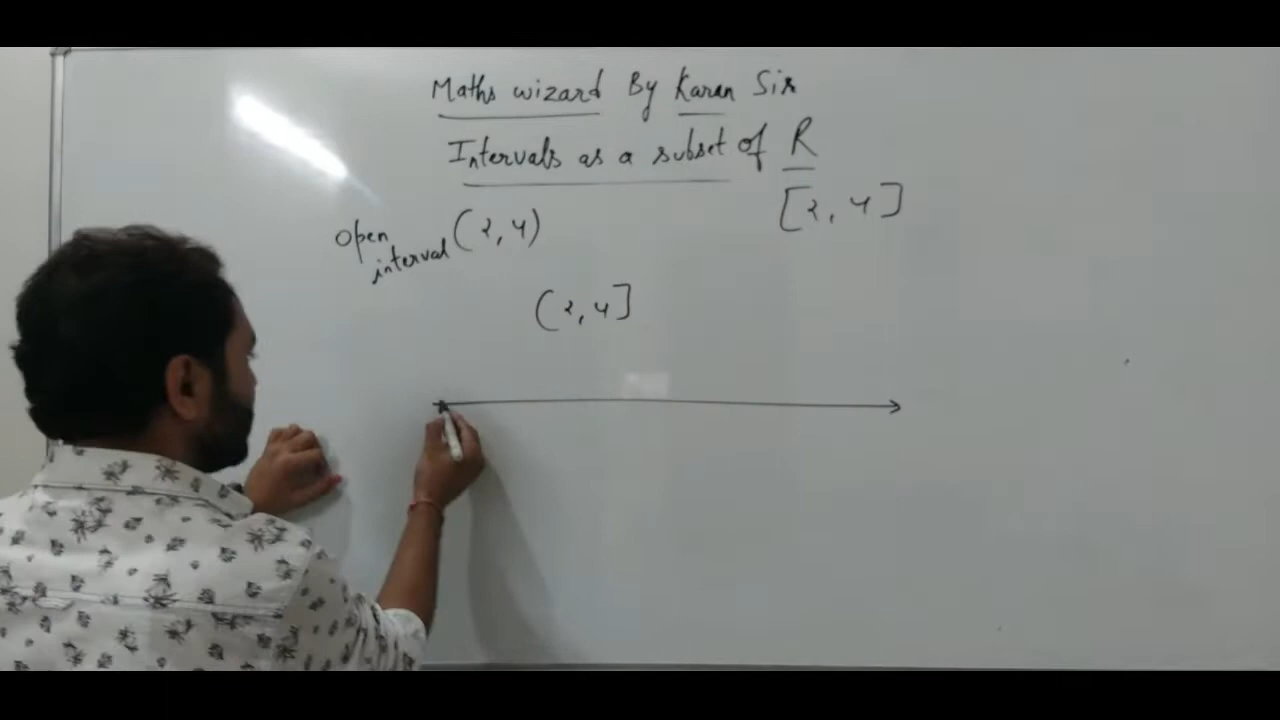 Maths wizard By Karan Sir
Intervals as a subset of R
[2, 4]
Open interval (2, 4)
(2, 4]